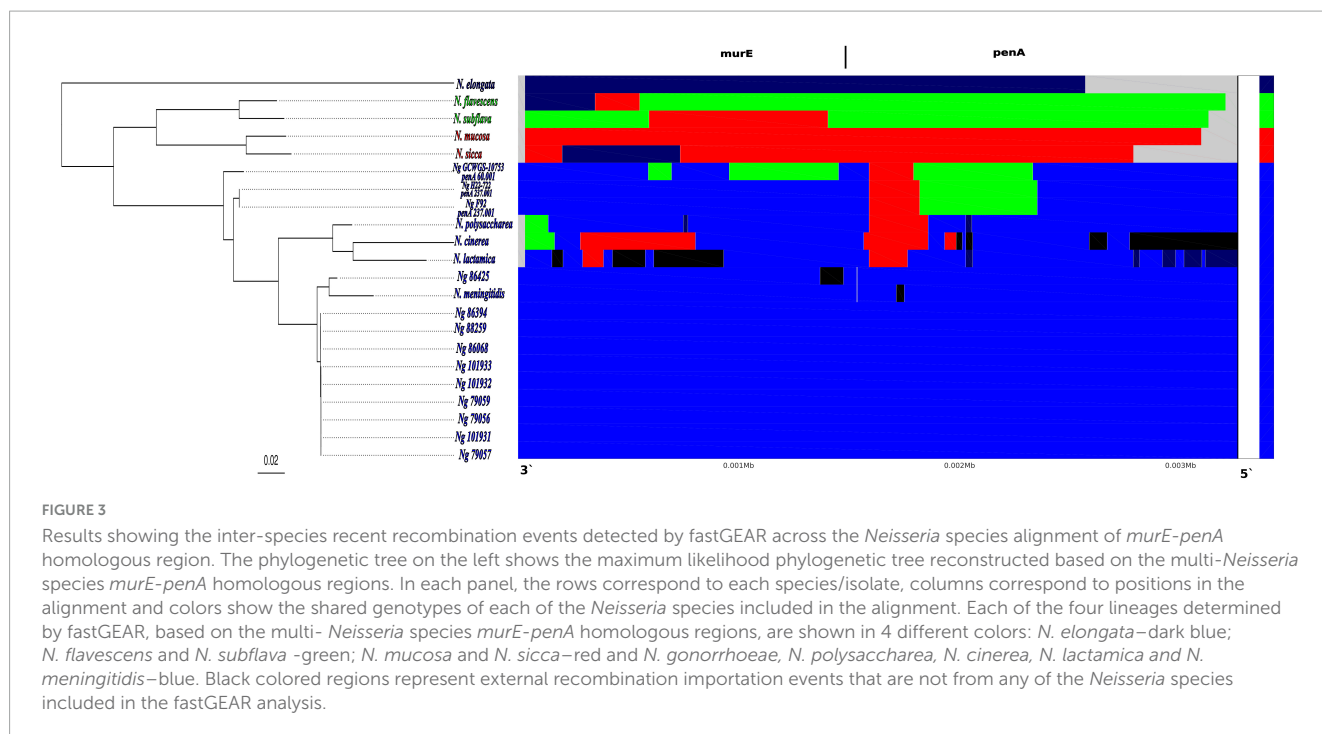 murE | penA
N. elongata
N. flavescens
N. subflava
N. mucosa
N. sicca
Ng GCWGS-10753
penA 60.001
Ng H22-722
penA 237.001
Ng F92
penA 237.001
N. polysaccharea
N. cinerea
N. lactamica
Ng 86425
N. meningitidis
Ng 86394
Ng 88259
Ng 86068
Ng 101933
Ng 101932
Ng 79059
Ng 79056
Ng 101931
Ng 79057
0.02
3` 0.001Mb 0.002Mb 0.003Mb 5`
FIGURE 3
Results showing the inter-species recent recombination events detected by fastGEAR across the Neisseria species alignment of murE-penA
homologous region. The phylogenetic tree on the left shows the maximum likelihood phylogenetic tree reconstructed based on the multi-Neisseria
species murE-penA homologous regions. In each panel, the rows correspond to each species/isolate, columns correspond to positions in the
alignment and colors show the shared genotypes of each of the Neisseria species included in the alignment. Each of the four lineages determined
by fastGEAR, based on the multi- Neisseria species murE-penA homologous regions, are shown in 4 different colors: N. elongata–dark blue;
N. flavescens and N. subflava -green; N. mucosa and N. sicca–red and N. gonorrhoeae, N. polysaccharea, N. cinerea, N. lactamica and N.
meningitidis–blue. Black colored regions represent external recombination importation events that are not from any of the Neisseria species
included in the fastGEAR analysis.